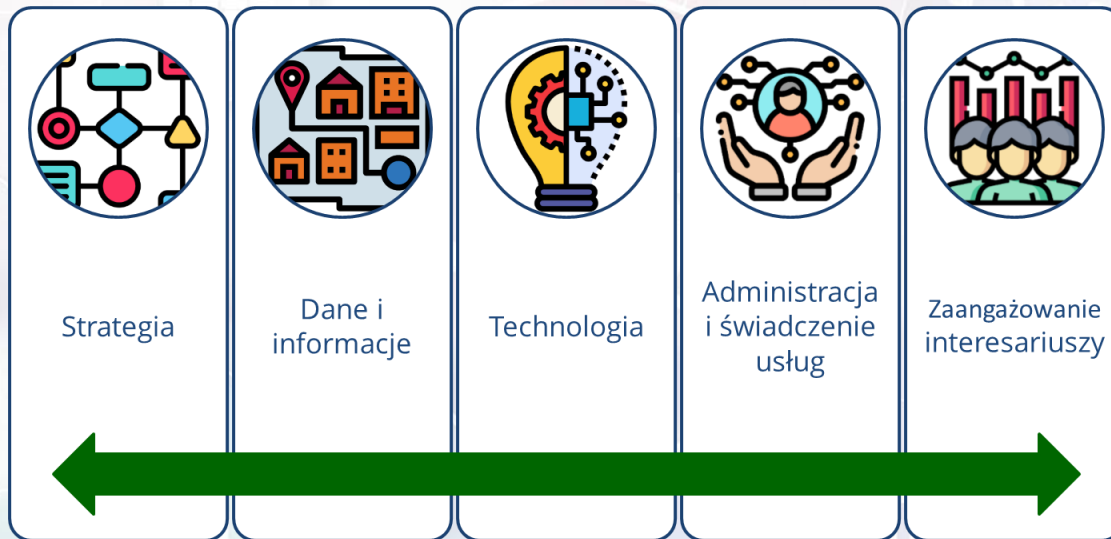 Strategia
Dane i
informacje
Technologia
Administracja
i świadczenie
usług
Zaangażowanie
interesariuszy